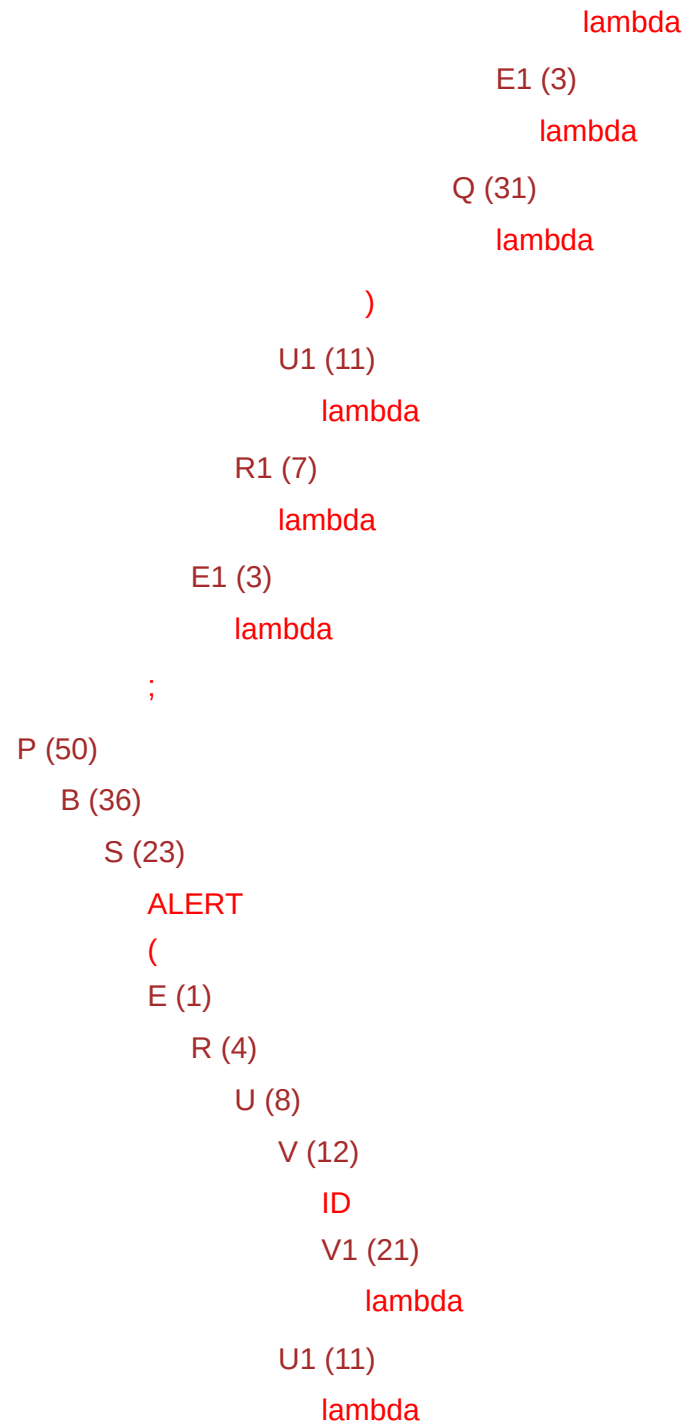 lambda
E1 (3)
lambda
Q (31)
lambda
)
U1 (11)
lambda
R1 (7)
lambda
E1 (3)
lambda
;
P (50)
B (36)
S (23)
ALERT
(
E (1)
R (4)
U (8)
V (12)
ID
V1 (21)
lambda
U1 (11)
lambda